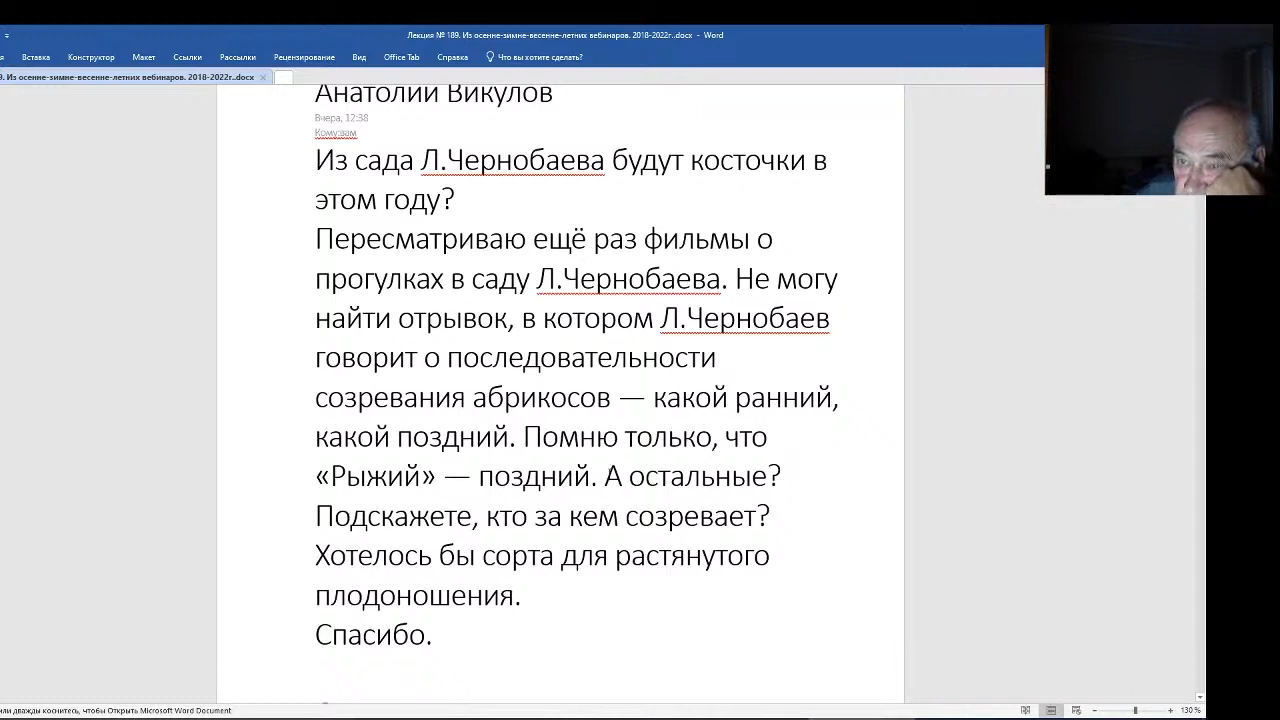 Лекция № 189. Из осенне-зимне-весенне-летних вебинаров. 2018-2022г..docx - Word
Вставка Конструктор Макет Ссылки Рассылки Рецензирование Вид Office Tab Справка Что вы хотите сделать?
9. Из осенне-зимне-весенне-летних вебинаров. 2018-2022г..docx
Анатолий Викулов
Вчера, 12:38
Кому:вам
Из сада Л.Чернобаева будут косточки в
этом году?
Пересматриваю ещё раз фильмы о
прогулках в саду Л.Чернобаева. Не могу
найти отрывок, в котором Л.Чернобаев
говорит о последовательности
созревания абрикосов — какой ранний,
какой поздний. Помню только, что
«Рыжий» — поздний. А остальные?
Подскажете, кто за кем созревает?
Хотелось бы сорта для растянутого
плодоношения.
Спасибо.
или дважды коснитесь, чтобы Открыть Microsoft Word Document
130 %